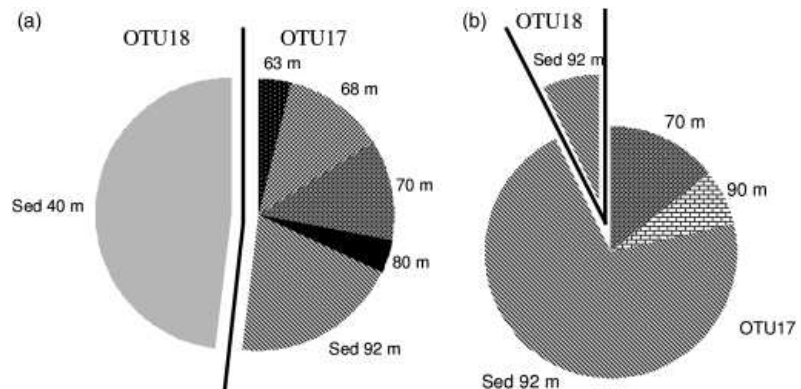 (a)
OTU18
OTU17
63 m
68 m
70 m
80 m
Sed 92 m
Sed 40 m
(b)
OTU18
Sed 92 m
70 m
90 m
OTU17
Sed 92 m